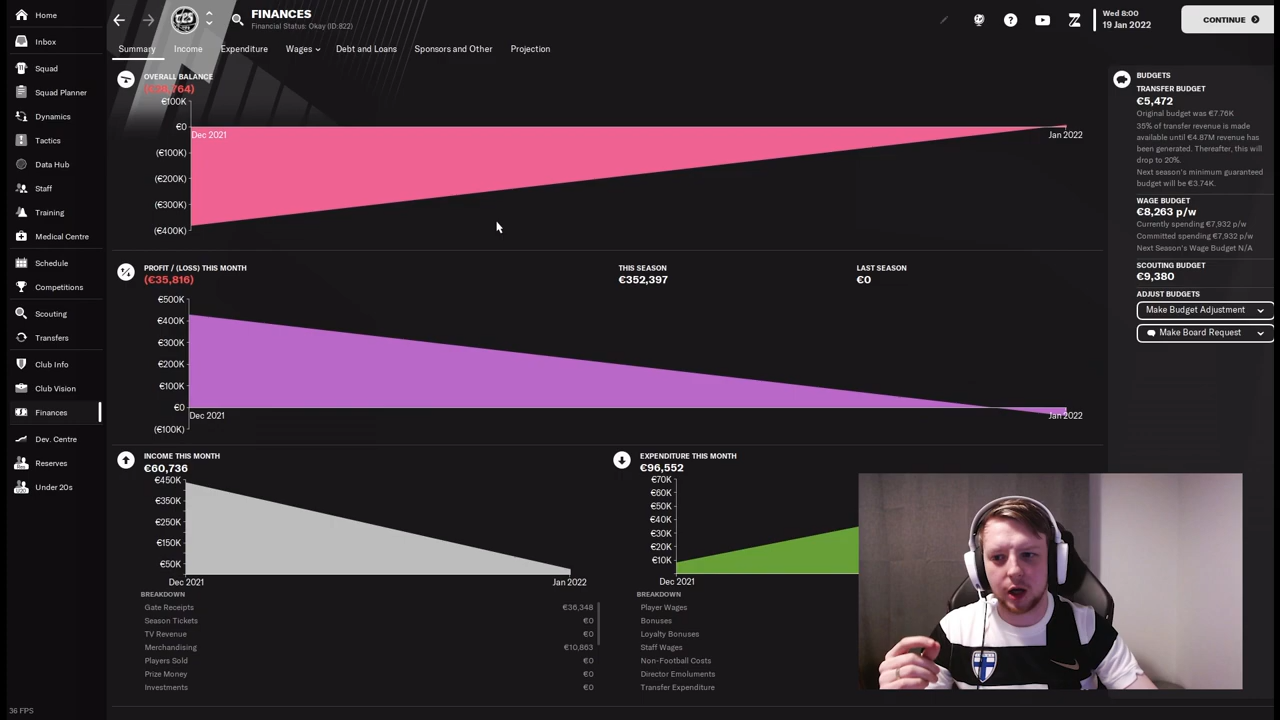 Home
Inbox
Squad
Squad Planner
Dynamics
Tactics
Data Hub
Staff
Training
Medical Centre
Schedule
Competitions
Scouting
Transfers
Club Info
Club Vision
Finances
Dev. Centre
Reserves
Under 20s
36 FPS
FINANCES
Financial Status: Okay (ID:822)
Wed 8:00
19 Jan 2022
CONTINUE
Summary Income Expenditure Wages Debt and Loans Sponsors and Other Projection
OVERALL BALANCE
€100K
€0
(€100K)
(€200K)
(€300K)
(€400K)
Dec 2021 Jan 2022
PROFIT / (LOSS) THIS MONTH
(€35,816)
THIS SEASON
€352,397
LAST SEASON
€0
€500K
€400K
€300K
€200K
€100K
€0
(€100K)
Dec 2021 Jan 2022
INCOME THIS MONTH
€60,736
€450K
€350K
€250K
€150K
€50K
Dec 2021 Jan 2022
BREAKDOWN
Gate Receipts €36,348
Season Tickets €0
TV Revenue €0
Merchandising €10,863
Players Sold €0
Prize Money €0
Investments €0
EXPENDITURE THIS MONTH
€96,552
€70K
€60K
€50K
€40K
€30K
€20K
€10K
Dec 2021
BREAKDOWN
Player Wages
Bonuses
Loyalty Bonuses
Staff Wages
Non-Football Costs
Director Emoluments
Transfer Expenditure
BUDGETS
TRANSFER BUDGET
€5,472
Original budget was €7.76K
35% of transfer revenue is made
available until €4.87M revenue has
been generated. Thereafter, this will
drop to 20%.
Next season's minimum guaranteed
budget will be €3.74K.
WAGE BUDGET
€8,263 p/w
Currently spending €7,932 p/w
Committed spending €7,932 p/w
Next Season's Wage Budget N/A
SCOUTING BUDGET
€9,380
ADJUST BUDGETS
Make Budget Adjustment
Make Board Request